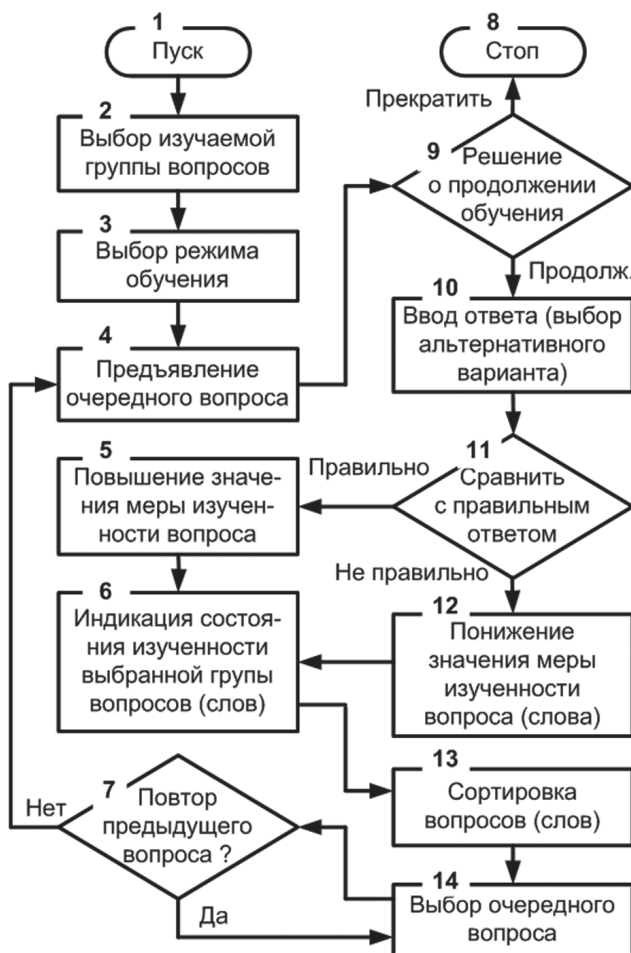 1
Пуск
2
Выбор изучаемой
группы вопросов
3
Выбор режима
обучения
4
Предъявление
очередного вопроса
5
Повышение значе-
ния меры изучен-
ности вопроса
6
Индикация состоя-
ния изученности
выбранной групы
вопросов (слов)
7
Повтор
предыдущего
вопроса ?
Нет
Да
8
Стоп
Прекратить
9
Решение
о продолжении
обучения
Продолж.
10
Ввод ответа (выбор
альтернативного
варианта)
11
Сравнить
с правильным
ответом
Правильно
Не правильно
12
Понижение
значения меры
изученности
вопроса (слова)
13
Сортировка
вопросов (слов)
14
Выбор очередного
вопроса